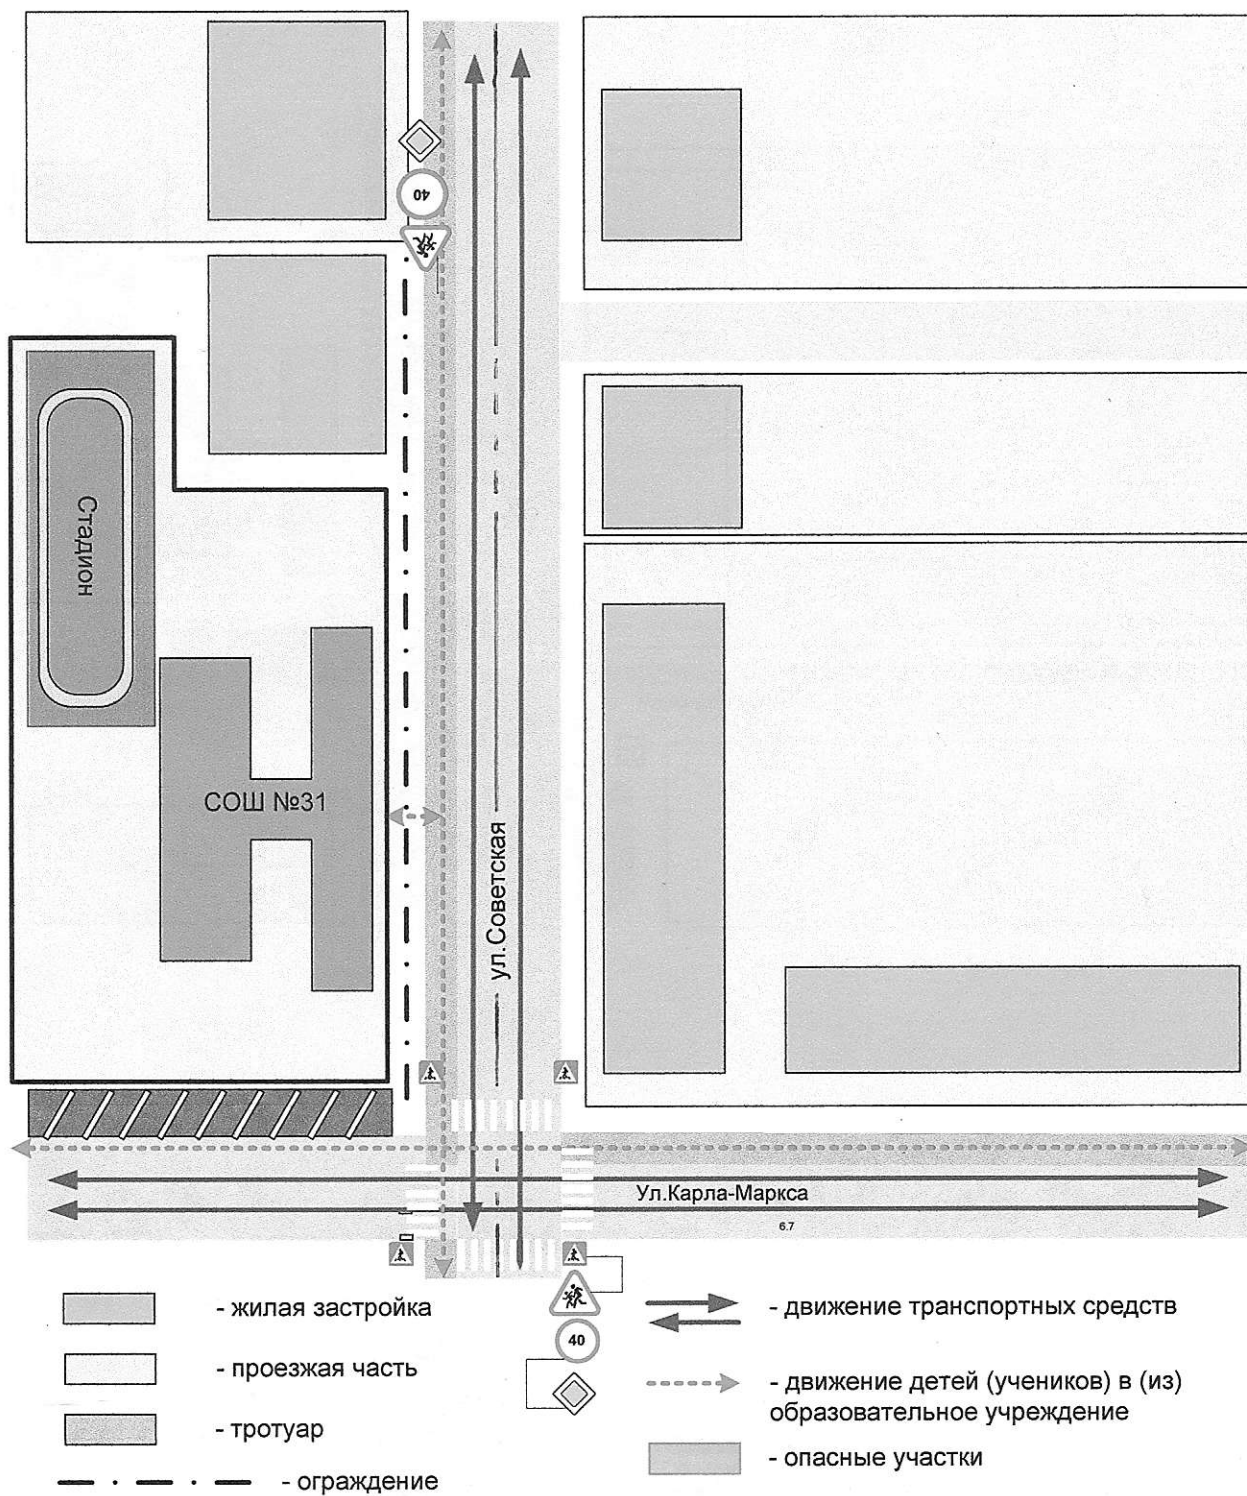 40
Стадион
СОШ №31
ул.Советская
Ул.Карла-Маркса
6.7
40
- жилая застройка
- проезжая часть
- тротуар
- ограждение
- движение транспортных средств
- движение детей (учеников) в (из)
образовательное учреждение
- опасные участки